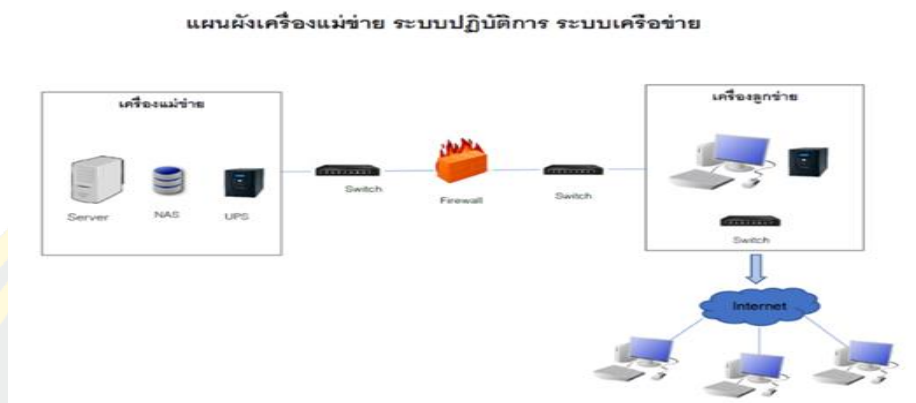 แผนผังเครื่องแม่ข่าย ระบบปฏิบัติการ ระบบเครือข่าย
เครื่องแม่ข่าย
เครื่องลูกข่าย
Server
NAS
UPS
Switch
Firewall
Switch
Switch
Internet